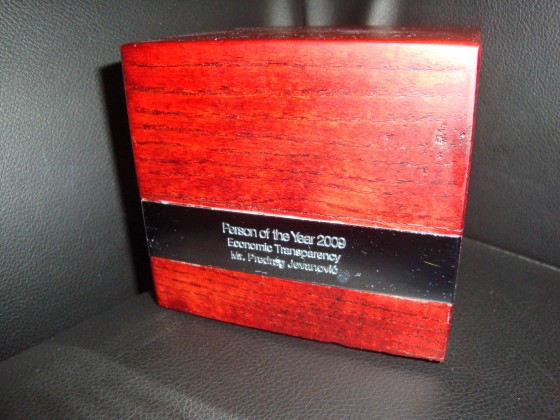 Person of the Year 2009
Economic Transparency
Mr. Predrag Jovanović